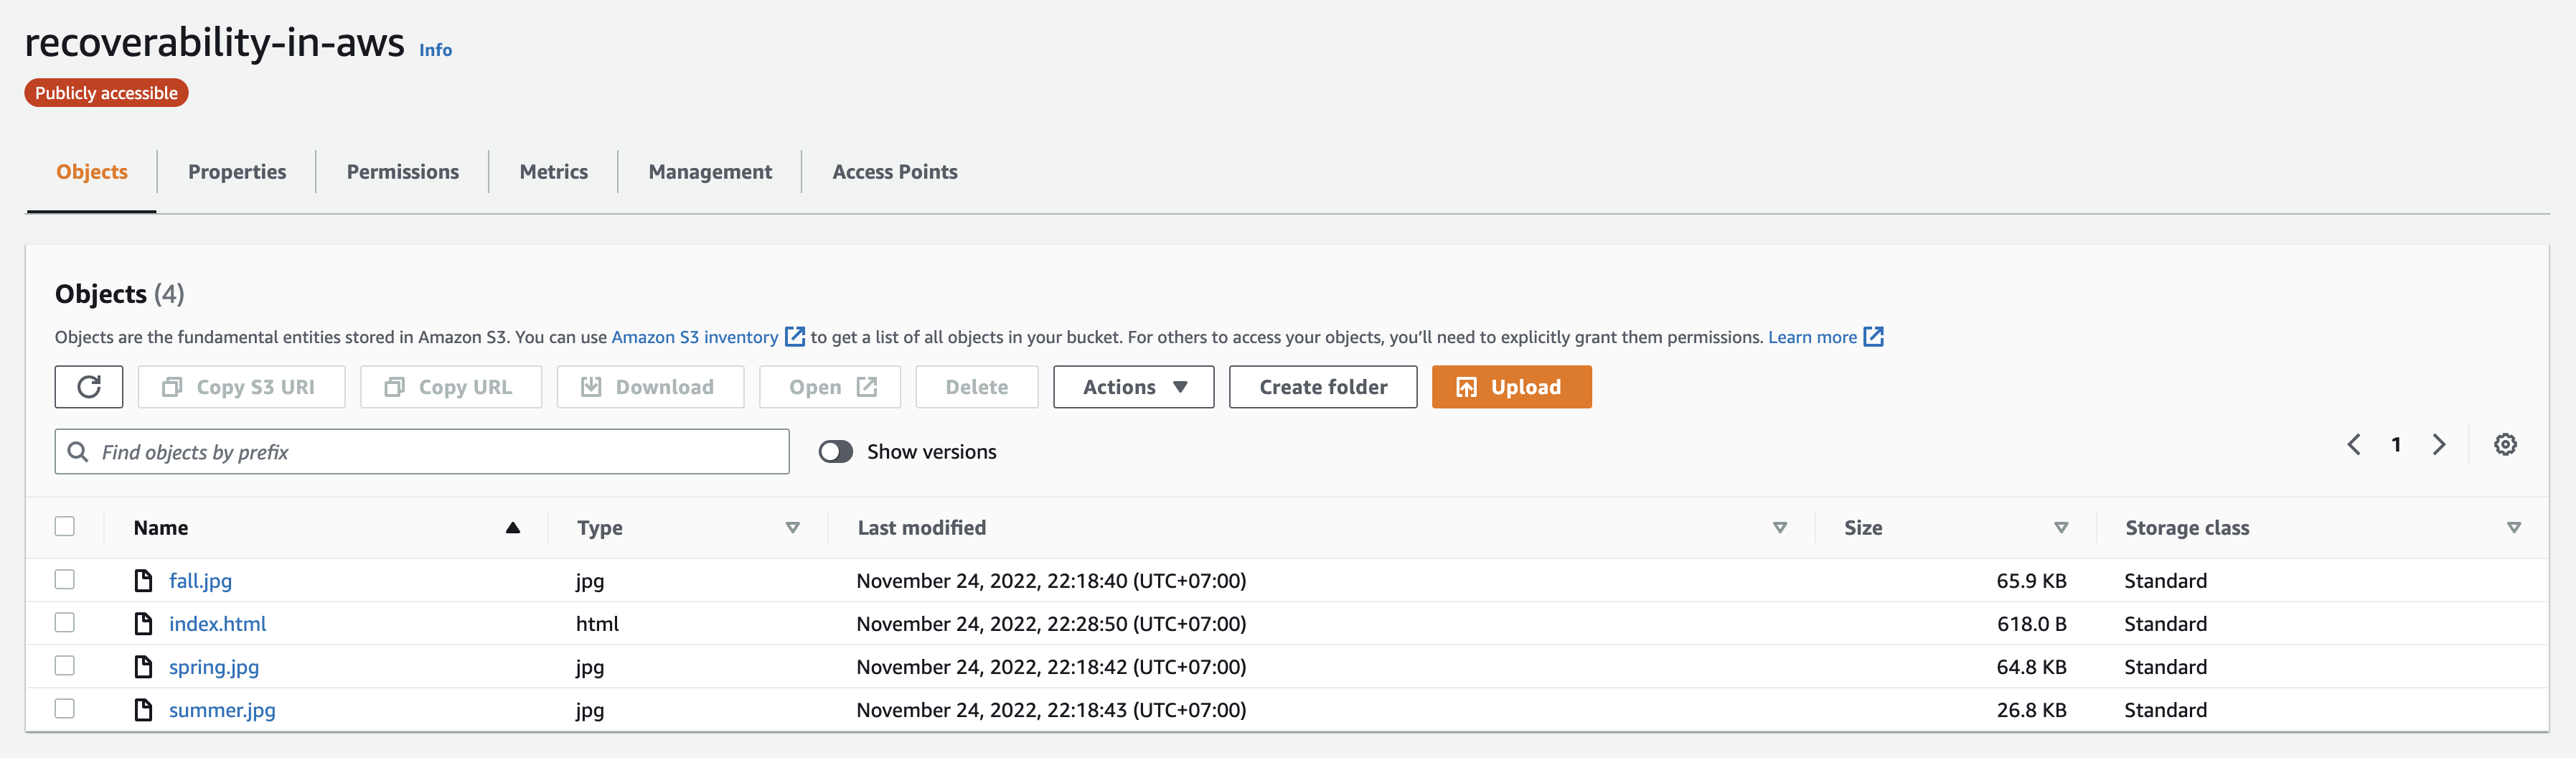 recoverability-in-aws Info
Publicly accessible
Objects Properties Permissions Metrics Management Access Points
Objects (4)
Objects are the fundamental entities stored in Amazon S3. You can use Amazon S3 inventory to get a list of all objects in your bucket. For others to access your objects, you’ll need to explicitly grant them permissions. Learn more
Copy S3 URI Copy URL Download Open Delete Actions Create folder Upload
Find objects by prefix Show versions 1
Name Type Last modified Size Storage class
fall.jpg jpg November 24, 2022, 22:18:40 (UTC+07:00) 65.9 KB Standard
index.html html November 24, 2022, 22:28:50 (UTC+07:00) 618.0 B Standard
spring.jpg jpg November 24, 2022, 22:18:42 (UTC+07:00) 64.8 KB Standard
summer.jpg jpg November 24, 2022, 22:18:43 (UTC+07:00) 26.8 KB Standard